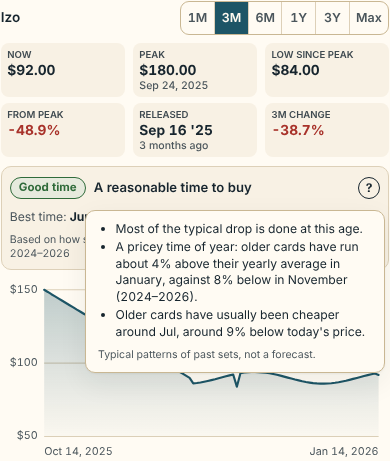 lzo
1M 3M 6M 1Y 3Y Max
NOW
$92.00
PEAK
$180.00
Sep 24, 2025
LOW SINCE PEAK
$84.00
FROM PEAK
-48.9%
RELEASED
Sep 16 '25
3 months ago
3M CHANGE
-38.7%
Good time A reasonable time to buy ?
Best time:
Based on how
2024–2026
• Most of the typical drop is done at this age.
• A pricey time of year: older cards have run
about 4% above their yearly average in
January, against 8% below in November
(2024–2026).
• Older cards have usually been cheaper
around Jul, around 9% below today's price.
Typical patterns of past sets, not a forecast.
$150
$100
$50
Oct 14, 2025 Jan 14, 2026